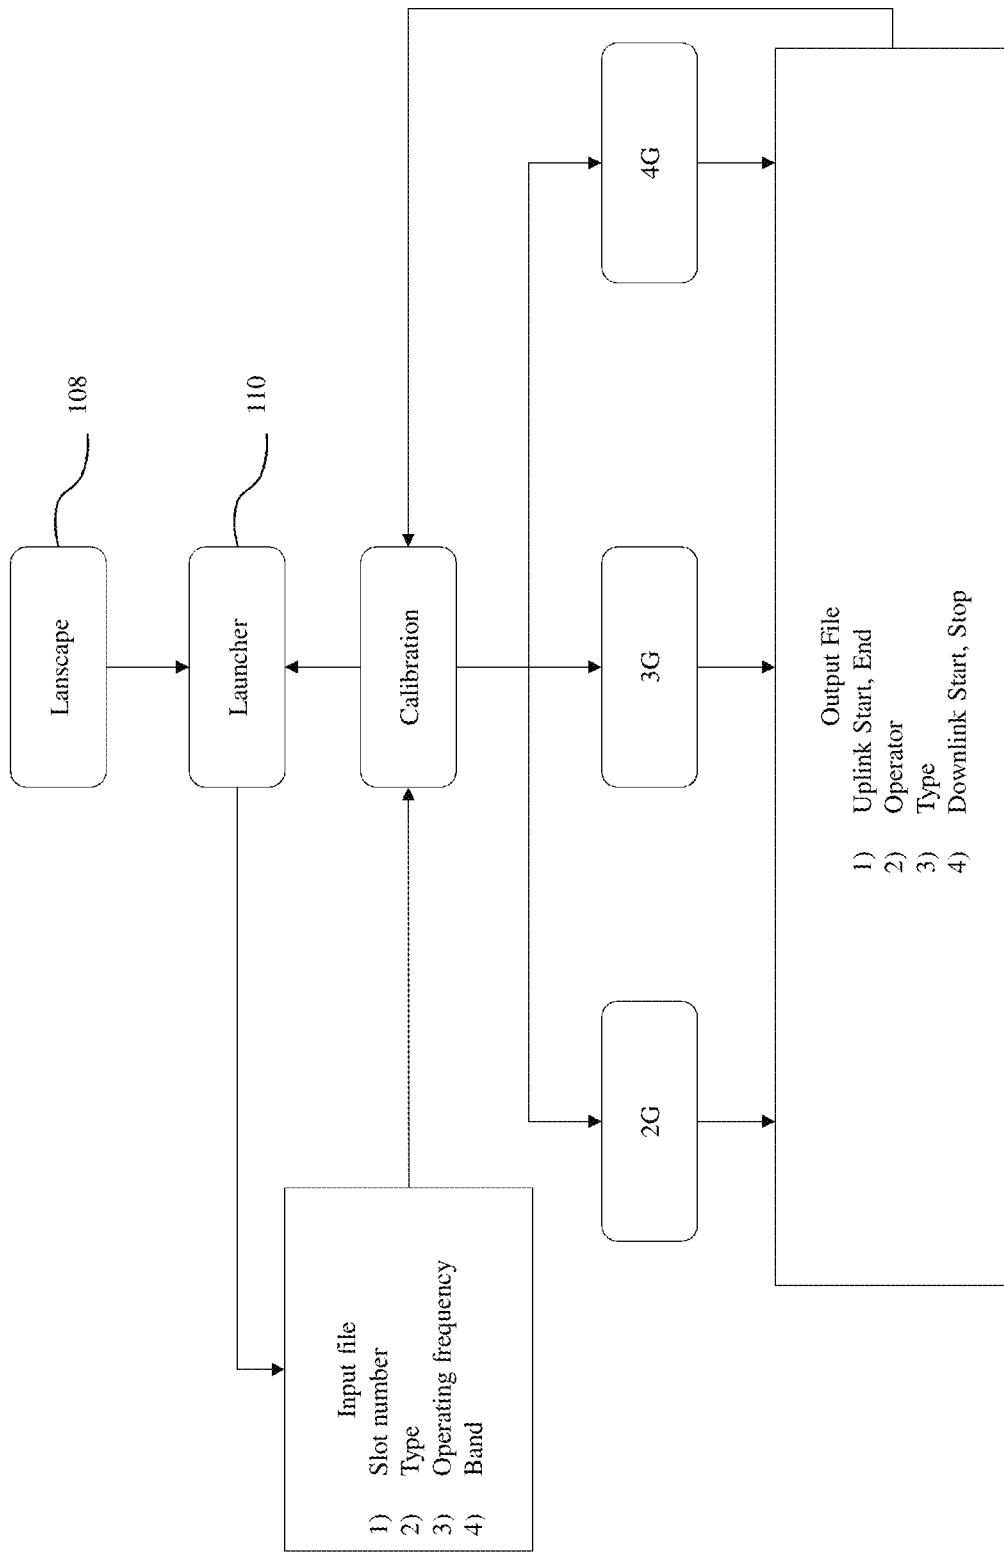 Lanscape
108
Launcher
110
Input file
1) Slot number
2) Type
3) Operating frequency
4) Band
Calibration
2G
3G
4G
Output File
1) Uplink Start, End
2) Operator
3) Type
4) Downlink Start, Stop